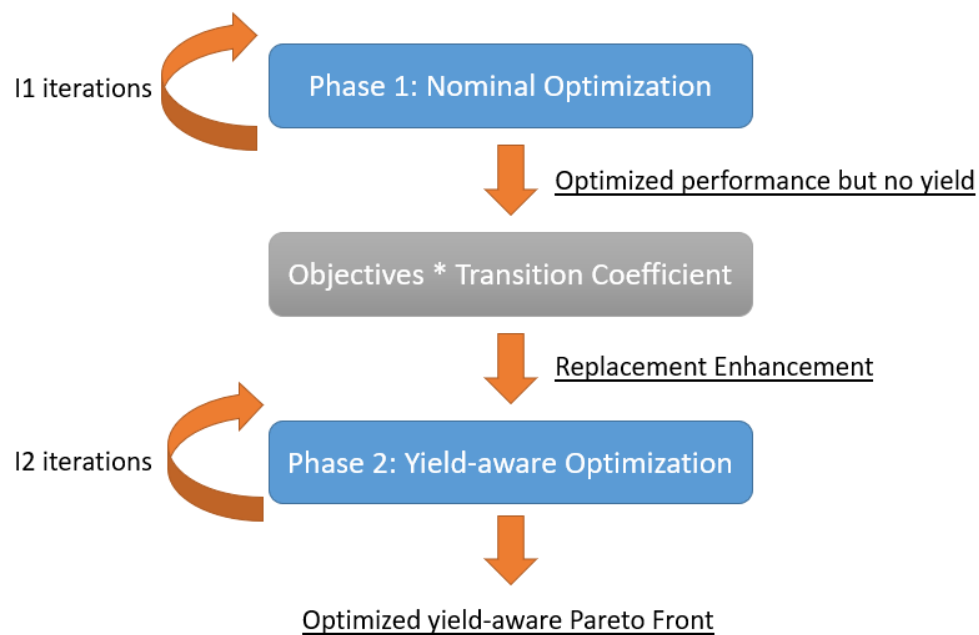 Phase 1: Nominal Optimization
I1 iterations
Optimized performance but no yield
Objectives * Transition Coefficient
Replacement Enhancement
I2 iterations
Phase 2: Yield-aware Optimization
Optimized yield-aware Pareto Front